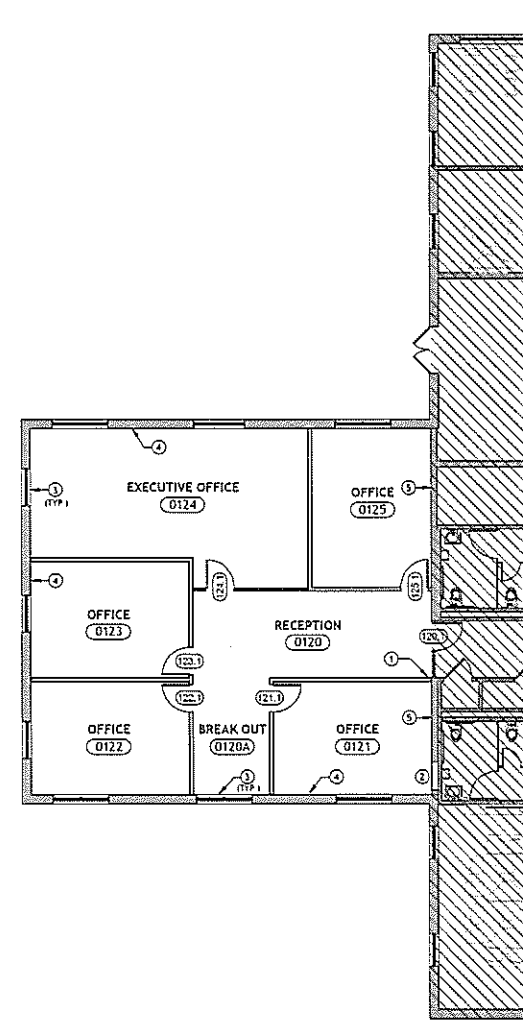 4
EXECUTIVE OFFICE
0124
3
(TYP.)
OFFICE
0125
5
4
124.1
125.1
OFFICE
0123
RECEPTION
0120
120.1
123.1
1
122.1
121.1
OFFICE
0122
BREAK OUT
0120A
OFFICE
0121
5
3
(TYP.)
4
2